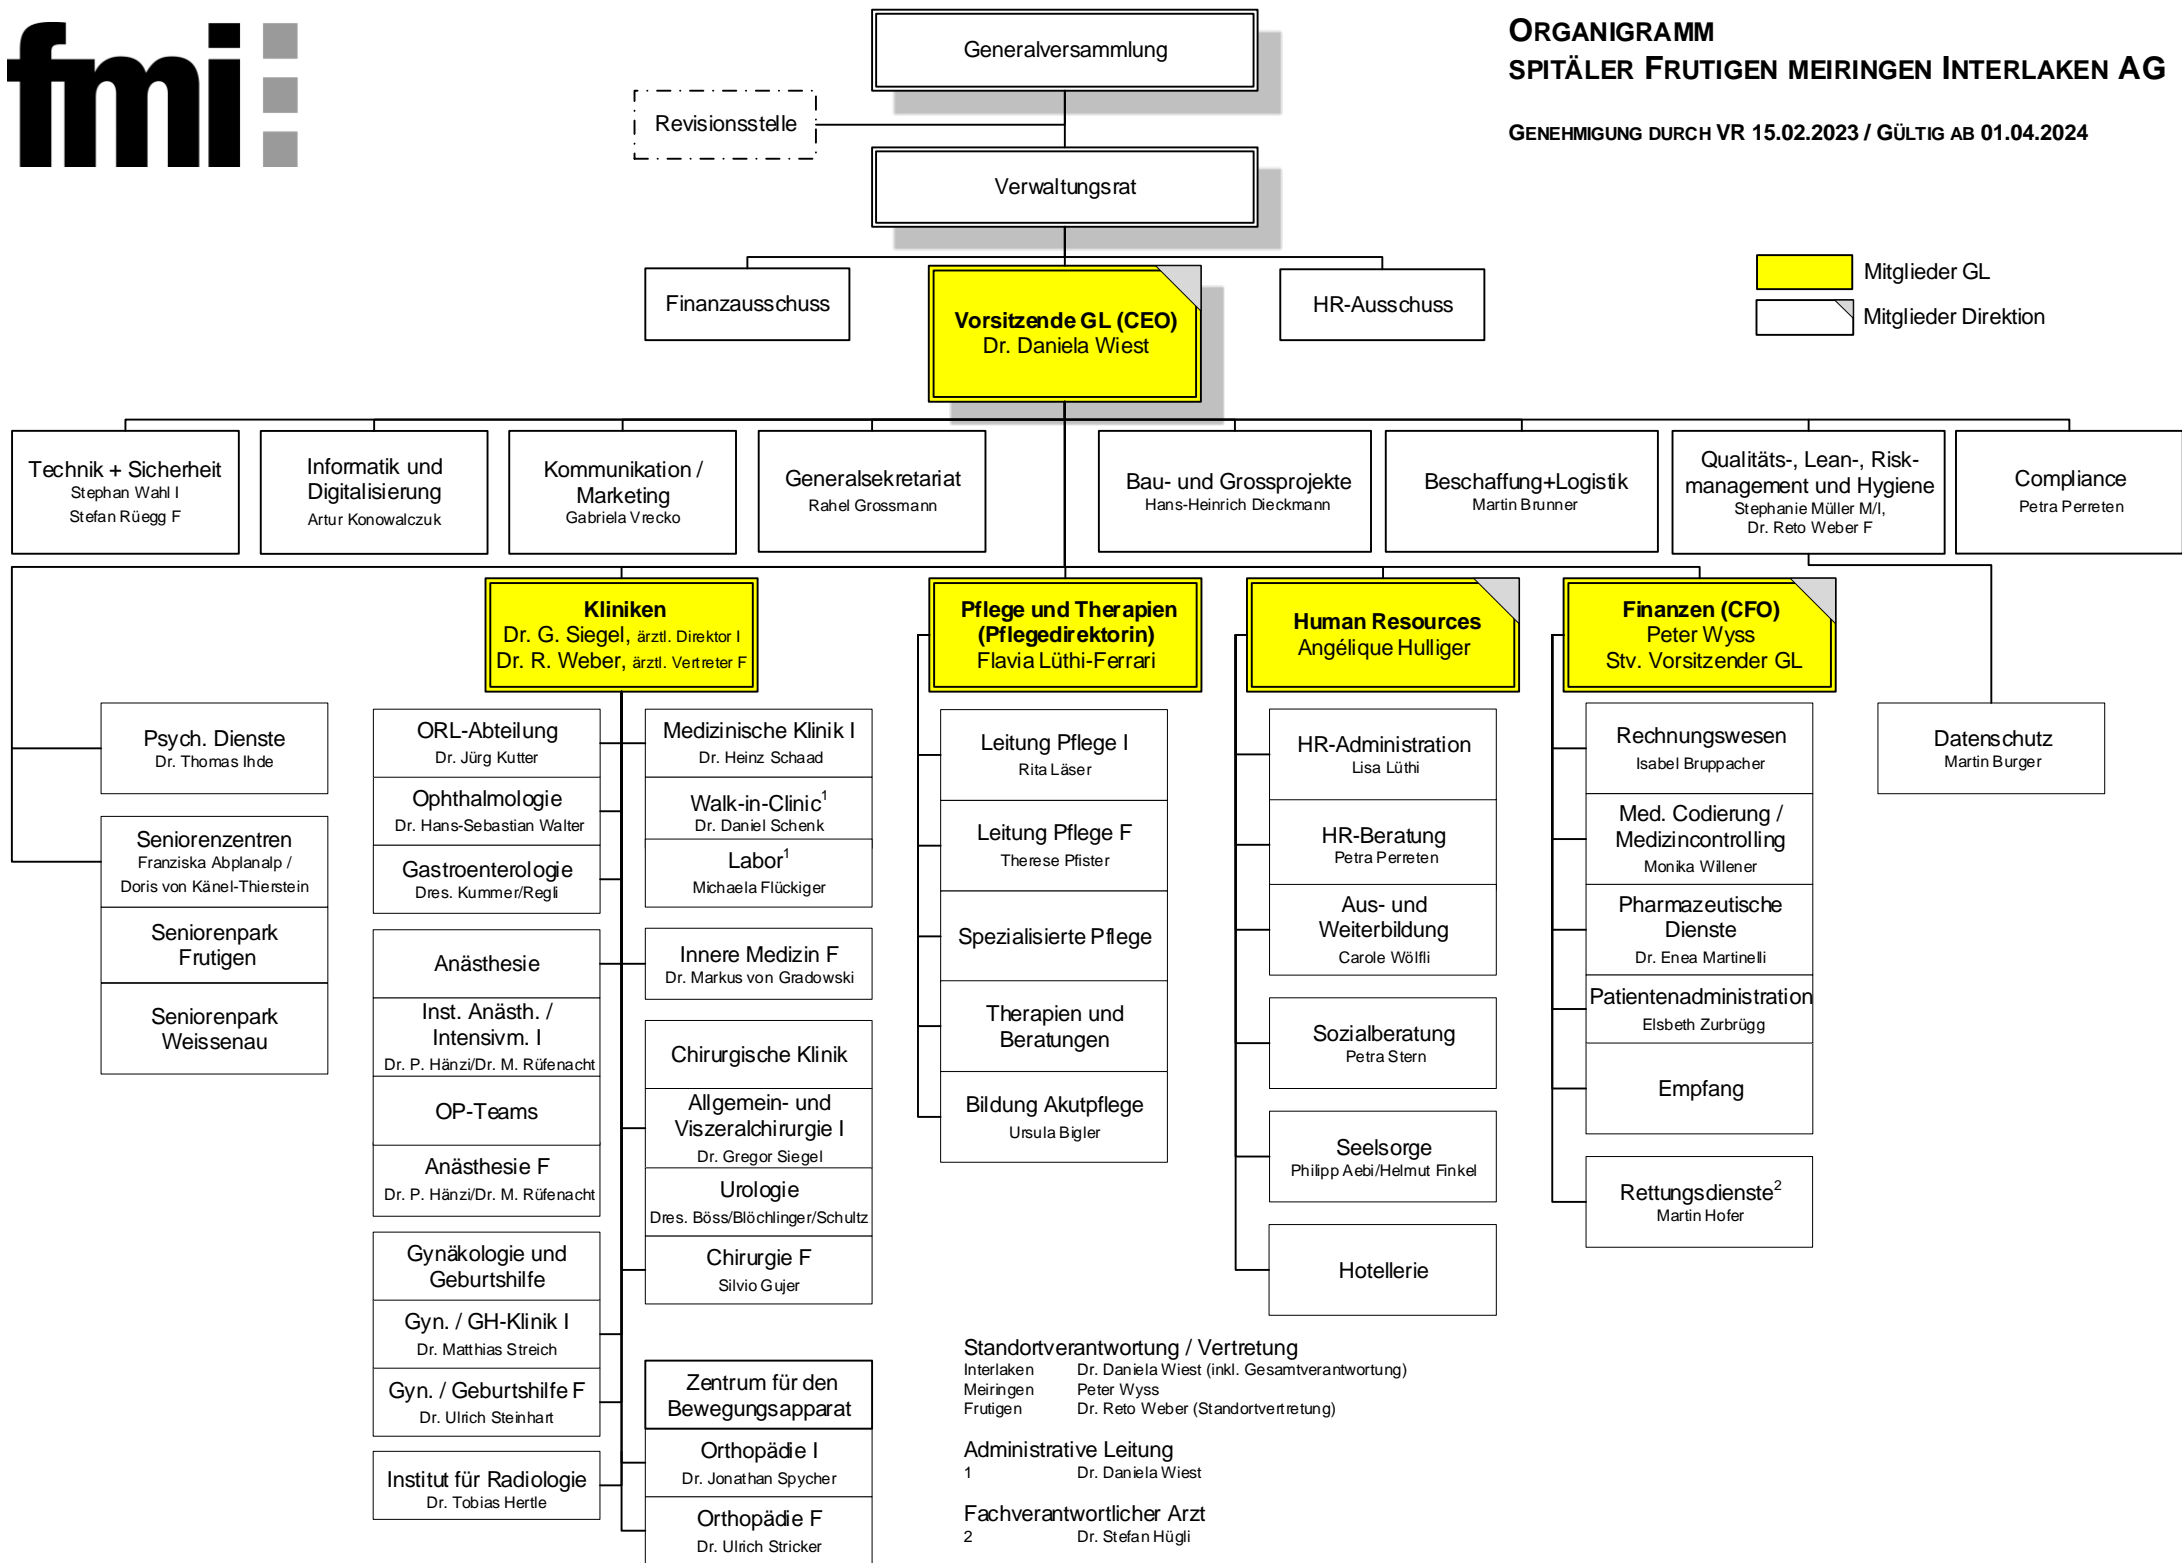 fmi
ORGANIGRAMM
SPITÄLER FRUTIGEN MEIRINGEN INTERLAKEN AG
GENEHMIGUNG DURCH VR 15.02.2023 / GÜLTIG AB 01.04.2024
Generalversammlung
Revisionsstelle
Verwaltungsrat
Mitglieder GL
Mitglieder Direktion
Finanzausschuss
Vorsitzende GL (CEO)
Dr. Daniela Wiest
HR-Ausschuss
Technik + Sicherheit
Stephan Wahl I
Stefan Rüegg F
Informatik und
Digitalisierung
Artur Konowalczuk
Kommunikation /
Marketing
Gabriela Vrecko
Generalsekretariat
Rahel Grossmann
Bau- und Grossprojekte
Hans-Heinrich Dieckmann
Beschaffung+Logistik
Martin Brunner
Qualitäts-, Lean-, Risk-
management und Hygiene
Stephanie Müller M/I,
Dr. Reto Weber F
Compliance
Petra Perreten
Kliniken
Dr. G. Siegel, ärztl. Direktor I
Dr. R. Weber, ärztl. Vertreter F
Pflege und Therapien
(Pflegedirektorin)
Flavia Lüthi-Ferrari
Human Resources
Angélique Hulliger
Finanzen (CFO)
Peter Wyss
Stv. Vorsitzender GL
Psych. Dienste
Dr. Thomas Ihde
Seniorenzentren
Franziska Abplanalp /
Doris von Känel-Thierstein
Seniorenpark
Frutigen
Seniorenpark
Weissenau
ORL-Abteilung
Dr. Jürg Kutter
Ophthalmologie
Dr. Hans-Sebastian Walter
Gastroenterologie
Dres. Kummer/Regli
Anästhesie
Inst. Anästh. /
Intensivm. I
Dr. P. Hänzi/Dr. M. Rüfenacht
OP-Teams
Anästhesie F
Dr. P. Hänzi/Dr. M. Rüfenacht
Gynäkologie und
Geburtshilfe
Gyn. / GH-Klinik I
Dr. Matthias Streich
Gyn. / Geburtshilfe F
Dr. Ulrich Steinhart
Institut für Radiologie
Dr. Tobias Hertle
Medizinische Klinik I
Dr. Heinz Schaad
Walk-in-Clinic¹
Dr. Daniel Schenk
Labor¹
Michaela Flückiger
Innere Medizin F
Dr. Markus von Gradowski
Chirurgische Klinik
Allgemein- und
Viszeralchirurgie I
Dr. Gregor Siegel
Urologie
Dres. Böss/Blöchlinger/Schultz
Chirurgie F
Silvio Gujer
Zentrum für den
Bewegungsapparat
Orthopädie I
Dr. Jonathan Spycher
Orthopädie F
Dr. Ulrich Stricker
Leitung Pflege I
Rita Läser
Leitung Pflege F
Therese Pfister
Spezialisierte Pflege
Therapien und
Beratungen
Bildung Akutpflege
Ursula Bigler
HR-Administration
Lisa Lüthi
HR-Beratung
Petra Perreten
Aus- und
Weiterbildung
Carole Wölfli
Sozialberatung
Petra Stern
Seelsorge
Philipp Aebi/Helmut Finkel
Hotellerie
Rechnungswesen
Isabel Bruppacher
Med. Codierung /
Medizincontrolling
Monika Willener
Pharmazeutische
Dienste
Dr. Enea Martinelli
Patientenadministration
Elsbeth Zurbrügg
Empfang
Rettungsdienste²
Martin Hofer
Datenschutz
Martin Burger
Standortverantwortung / Vertretung
Interlaken Dr. Daniela Wiest (inkl. Gesamtverantwortung)
Meiringen Peter Wyss
Frutigen Dr. Reto Weber (Standortvertretung)
Administrative Leitung
1 Dr. Daniela Wiest
Fachverantwortlicher Arzt
2 Dr. Stefan Hügli